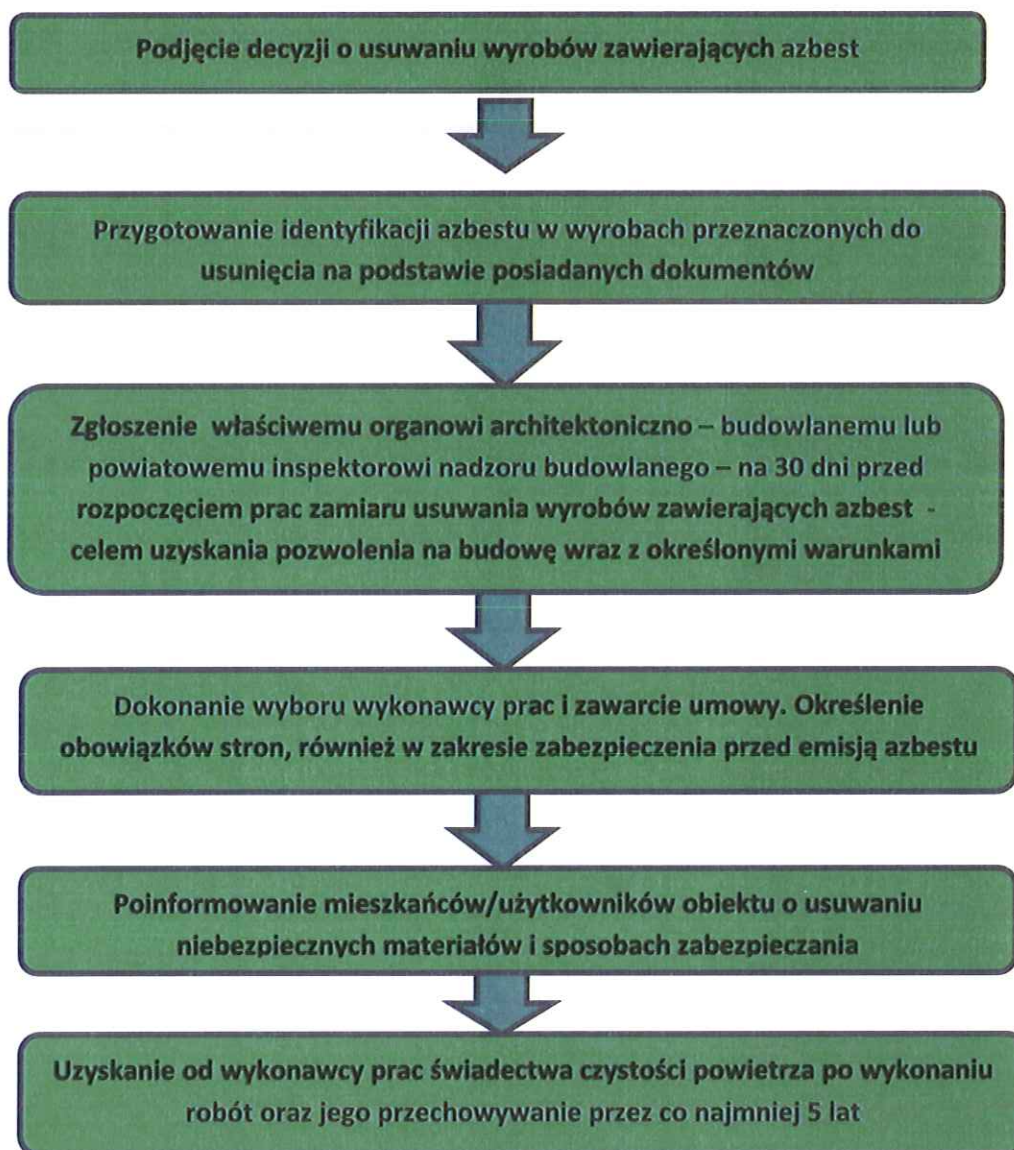 Podjęcie decyzji o usuwaniu wyrobów zawierających azbest
Przygotowanie identyfikacji azbestu w wyrobach przeznaczonych do
usunięcia na podstawie posiadanych dokumentów
Zgłoszenie właściwemu organowi architektoniczno – budowlanemu lub
powiatowemu inspektorowi nadzoru budowlanego – na 30 dni przed
rozpoczęciem prac zamiaru usuwania wyrobów zawierających azbest -
celem uzyskania pozwolenia na budowę wraz z określonymi warunkami
Dokonanie wyboru wykonawcy prac i zawarcie umowy. Określenie
obowiązków stron, również w zakresie zabezpieczenia przed emisją azbestu
Poinformowanie mieszkańców/użytkowników obiektu o usuwaniu
niebezpiecznych materiałów i sposobach zabezpieczania
Uzyskanie od wykonawcy prac świadectwa czystości powietrza po wykonaniu
robót oraz jego przechowywanie przez co najmniej 5 lat